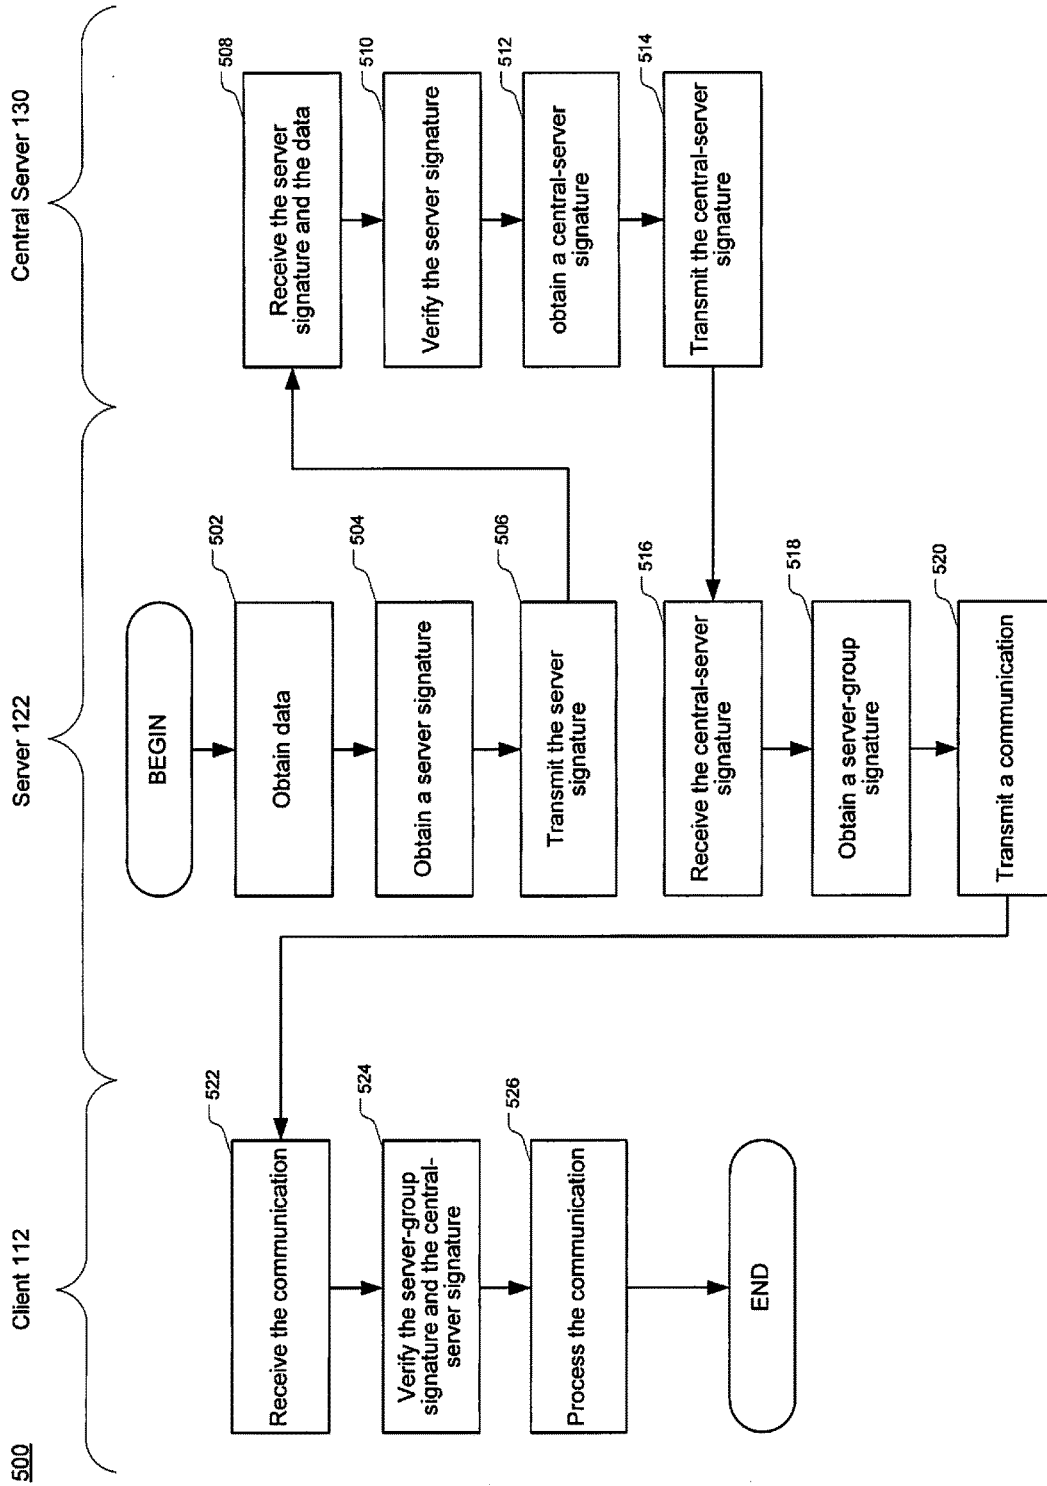 500
Client 112
Server 122
Central Server 130
522
Receive the communication
524
Verify the server-group
signature and the central-
server signature
526
Process the communication
END
BEGIN
502
Obtain data
504
Obtain a server signature
506
Transmit the server
signature
516
Receive the central-server
signature
518
Obtain a server-group
signature
520
Transmit a communication
508
Receive the server
signature and the data
510
Verify the server signature
512
obtain a central-server
signature
514
Transmit the central-server
signature